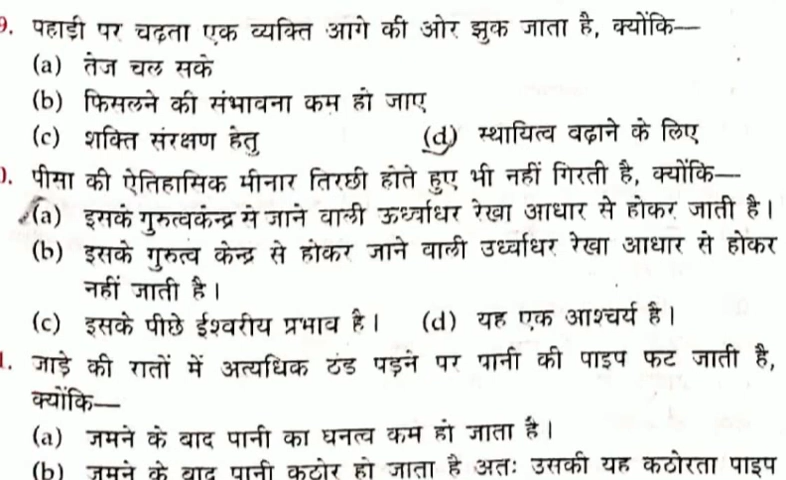 9. पहाड़ी पर चढ़ता एक व्यक्ति आगे की ओर झुक जाता है, क्योंकि—
(a) तेज चल सके
(b) फिसलने की संभावना कम हो जाए
(c) शक्ति संरक्षण हेतु (d) स्थायित्व बढ़ाने के लिए
). पीसा की ऐतिहासिक मीनार तिरछी होते हुए भी नहीं गिरती है, क्योंकि—
(a) इसके गुरुत्वकेन्द्र से जाने वाली ऊर्ध्वाधर रेखा आधार से होकर जाती है।
(b) इसके गुरुत्व केन्द्र से होकर जाने वाली उर्ध्वाधर रेखा आधार से होकर
नहीं जाती है।
(c) इसके पीछे ईश्वरीय प्रभाव है। (d) यह एक आश्चर्य है।
1. जाड़े की रातों में अत्यधिक ठंड पड़ने पर पानी की पाइप फट जाती है,
क्योंकि—
(a) जमने के बाद पानी का घनत्व कम हो जाता है।
(b) जमने के बाद पानी कठोर हो जाता है अतः उसकी यह कठोरता पाइप